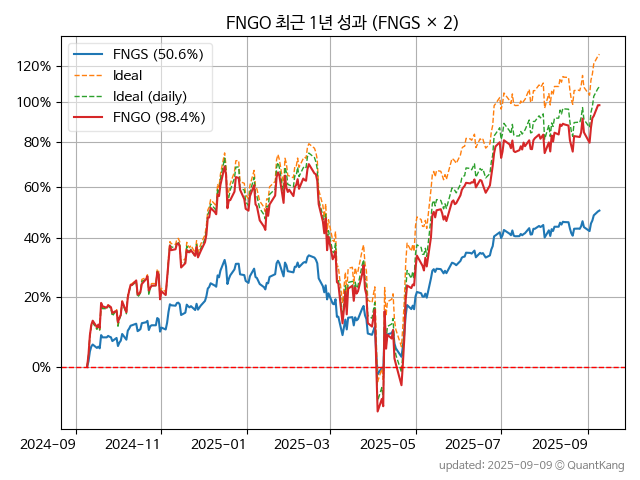 FNGO 최근 1년 성과 (FNGS × 2)
FNGS (50.6%)
Ideal
Ideal (daily)
FNGO (98.4%)
120%
100%
80%
60%
40%
20%
0%
2024-09 2024-11 2025-01 2025-03 2025-05 2025-07 2025-09
updated: 2025-09-09 © QuantKang